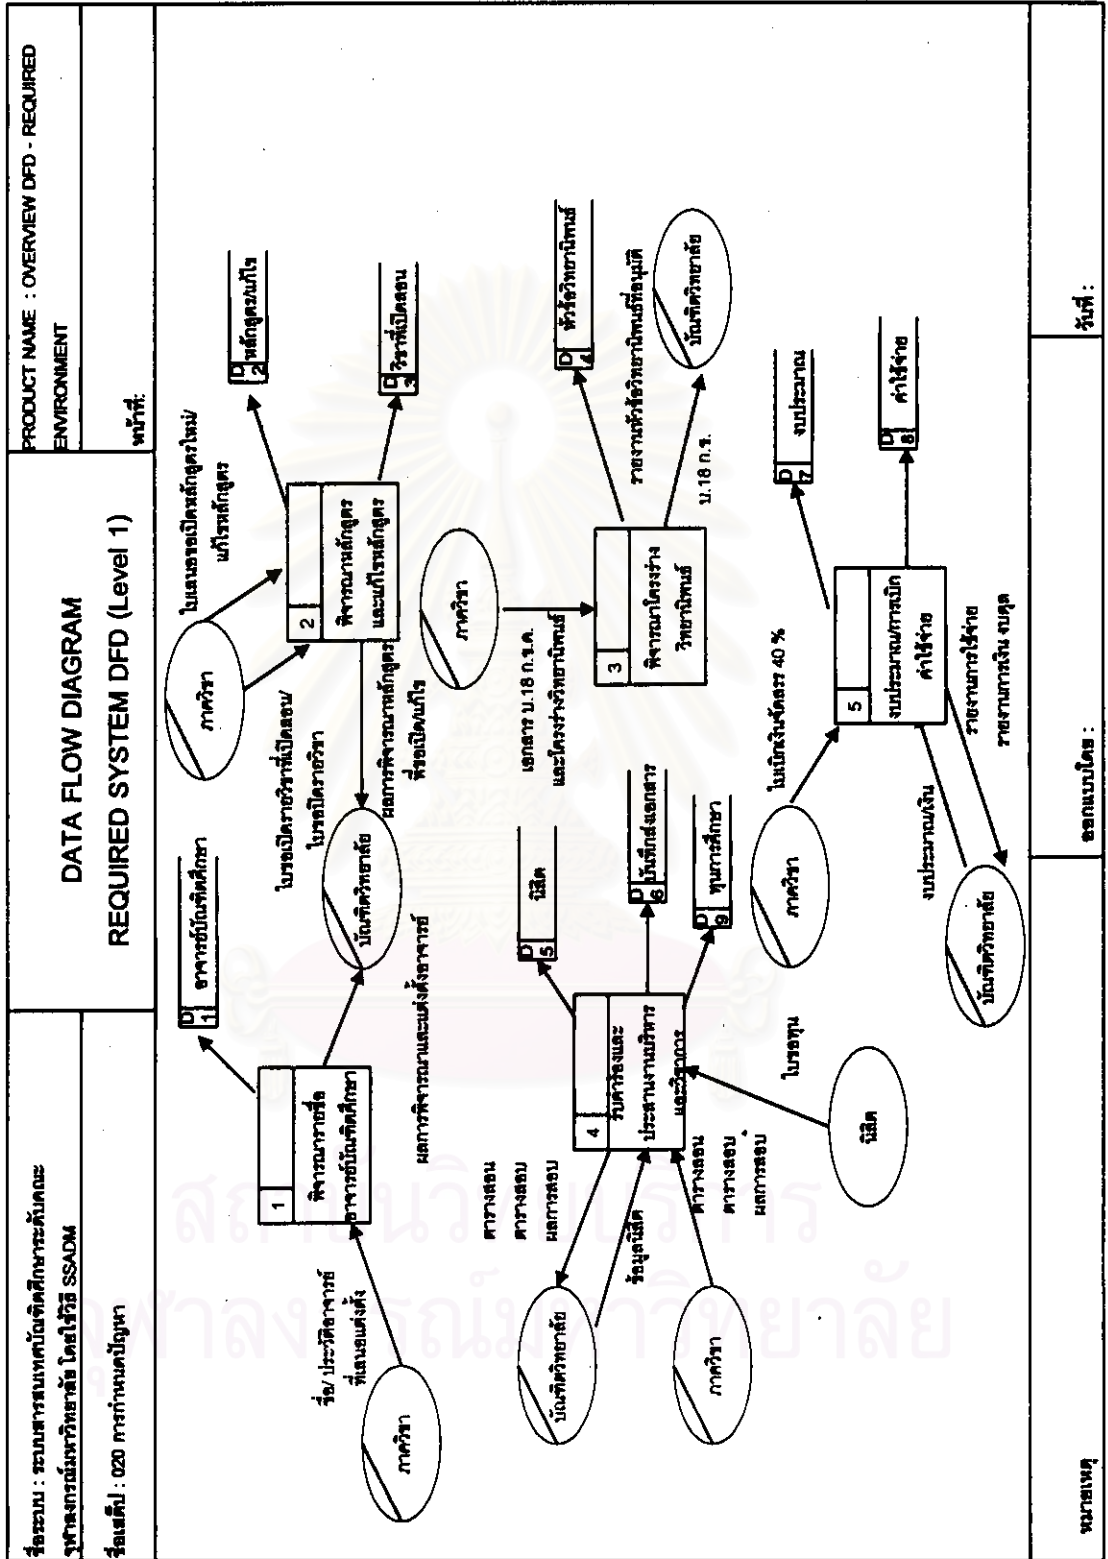 ชื่อระบบ : ระบบสารสนเทศบัณฑิตศึกษาระดับคณะ
จุฬาลงกรณ์มหาวิทยาลัย โดยใช้วิธี SSADM
ชื่อเสต็ป : 020 การกำหนดปัญหา
DATA FLOW DIAGRAM
REQUIRED SYSTEM DFD (Level 1)
PRODUCT NAME : OVERVIEW DFD - REQUIRED
ENVIRONMENT
หน้าที่:
ภาควิชา
ชื่อ/ ประวัติอาจารย์
ที่เสนอแต่งตั้ง
1
พิจารณารายชื่อ
อาจารย์บัณฑิตศึกษา
D
1
อาจารย์บัณฑิตศึกษา
ผลการพิจารณาและแต่งตั้งอาจารย์
บัณฑิตวิทยาลัย
ภาควิชา
ใบเสนอขอเปิดหลักสูตรใหม่/
แก้ไขหลักสูตร
ใบขอเปิดรายวิชาที่เปิดสอน/
ใบขอปิดรายวิชา
2
พิจารณาหลักสูตร
และแก้ไขหลักสูตร
ผลการพิจารณาหลักสูตร
ที่ขอเปิด/แก้ไข
D
2
หลักสูตร/แก้ไข
D
3
วิชาที่เปิดสอน
ภาควิชา
เอกสาร บ.18 ก.ข.ค.
และโครงร่างวิทยานิพนธ์
3
พิจารณาโครงร่าง
วิทยานิพนธ์
D
4
หัวข้อวิทยานิพนธ์
รายงานหัวข้อวิทยานิพนธ์ที่อนุมัติ
บ.18 ก.ข.
บัณฑิตวิทยาลัย
บัณฑิตวิทยาลัย
ตารางสอน
ตารางสอบ
ผลการสอบ
ข้อมูลนิสิต
ภาควิชา
ตารางสอน
ตารางสอบ
ผลการสอบ
4
รับคำร้องและ
ประสานงานบริหาร
และวิชาการ
D
5
นิสิต
D
6
บันทึกส่งเอกสาร
D
9
ทุนการศึกษา
นิสิต
ใบขอทุน
ภาควิชา
ใบเบิกเงินจัดสรร 40 %
5
งบประมาณ/การเบิก
ค่าใช้จ่าย
D
7
งบประมาณ
D
8
ค่าใช้จ่าย
งบประมาณ/เงิน
รายงานการใช้จ่าย
รายงานการเงิน งบดุล
บัณฑิตวิทยาลัย
หมายเหตุ
ออกแบบโดย :
วันที่ :
สถาบันวิทยบริการ
จุฬาลงกรณ์มหาวิทยาลัย